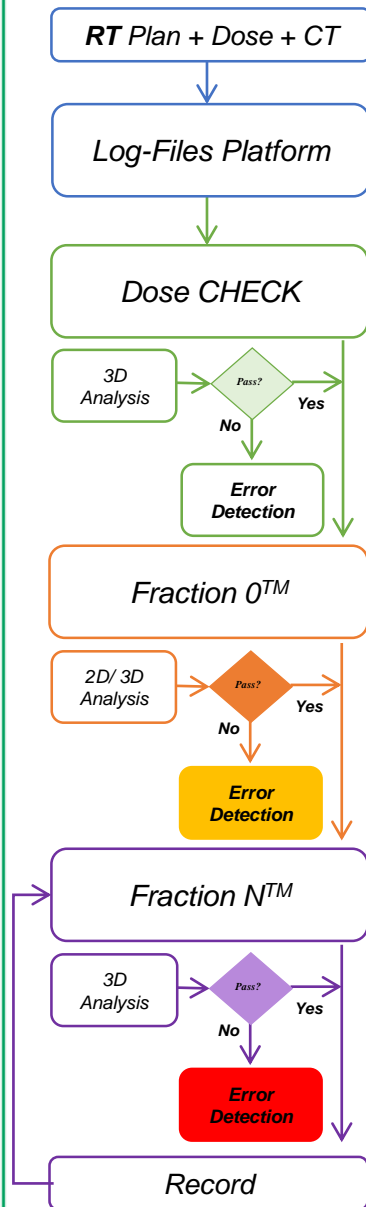 RT Plan + Dose + CT
Log-Files Platform
Dose CHECK
3D
Analysis
Pass?
Yes
No
Error
Detection
Fraction 0TM
2D/ 3D
Analysis
Pass?
Yes
No
Error
Detection
Fraction NTM
3D
Analysis
Pass?
Yes
No
Error
Detection
Record